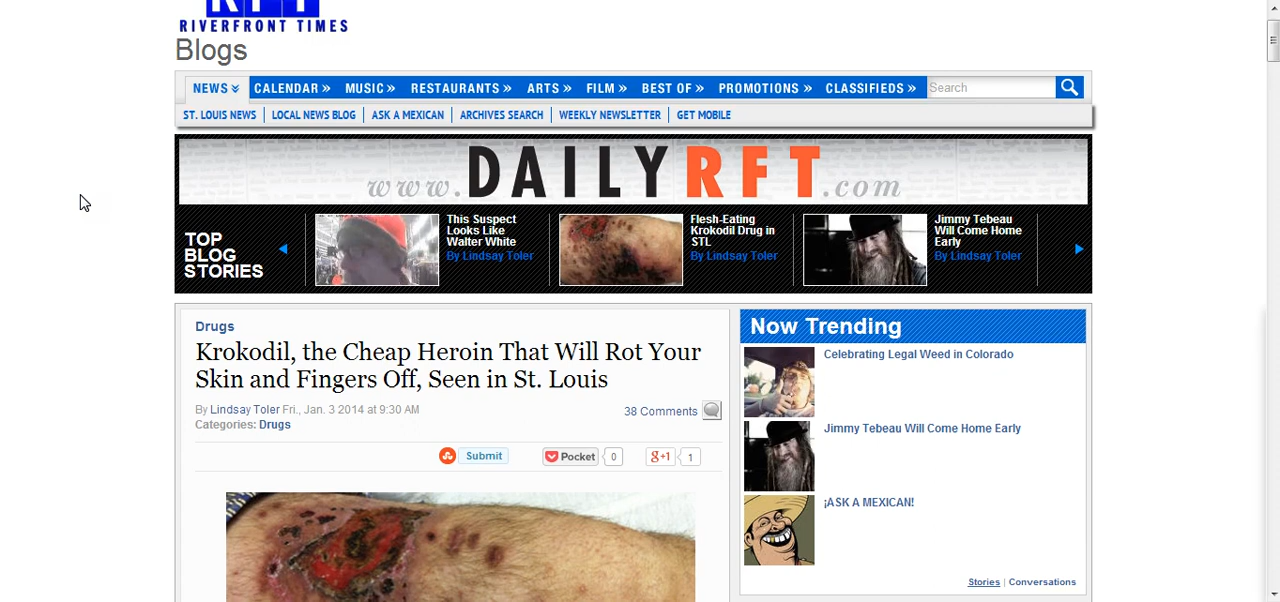 RFT
RIVERFRONT TIMES
Blogs
NEWS CALENDAR » MUSIC » RESTAURANTS » ARTS » FILM » BEST OF » PROMOTIONS » CLASSIFIEDS » Search
ST. LOUIS NEWS | LOCAL NEWS BLOG | ASK A MEXICAN | ARCHIVES SEARCH | WEEKLY NEWSLETTER | GET MOBILE
www.DAILYRFT.com
TOP
BLOG
STORIES
This Suspect
Looks Like
Walter White
By Lindsay Toler
Flesh-Eating
Krokodil Drug in
STL
By Lindsay Toler
Jimmy Tebeau
Will Come Home
Early
By Lindsay Toler
Drugs
Krokodil, the Cheap Heroin That Will Rot Your
Skin and Fingers Off, Seen in St. Louis
By Lindsay Toler Fri., Jan. 3 2014 at 9:30 AM
38 Comments
Categories: Drugs
Submit Pocket 0 g+1 1
Now Trending
Celebrating Legal Weed in Colorado
Jimmy Tebeau Will Come Home Early
¡ASK A MEXICAN!
Stories | Conversations